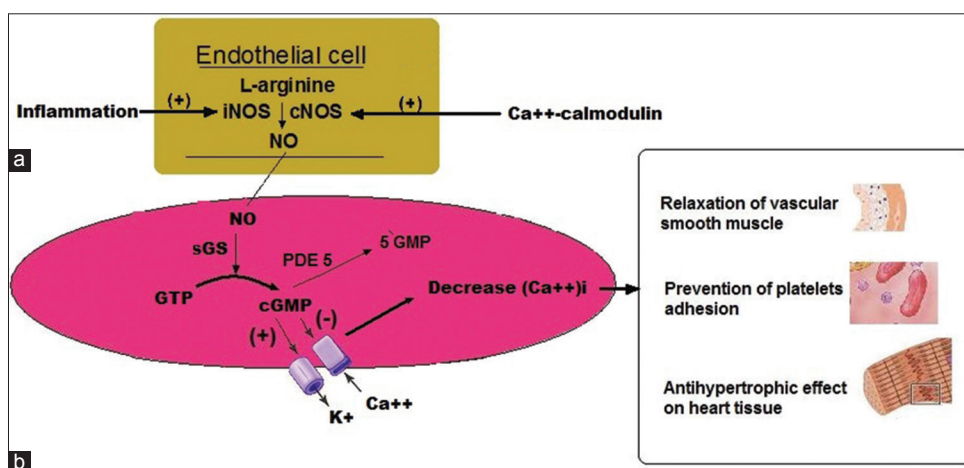 Endothelial cell
L-arginine
Inflammation
(+)
iNOS cNOS
(+)
Ca++-calmodulin
NO
a
NO
sGS
GTP
cGMP
PDE 5
5`GMP
(+)
(-)
K+
Ca++
Decrease (Ca++)i
Relaxation of vascular
smooth muscle
Prevention of platelets
adhesion
Antihypertrophic effect
on heart tissue
b